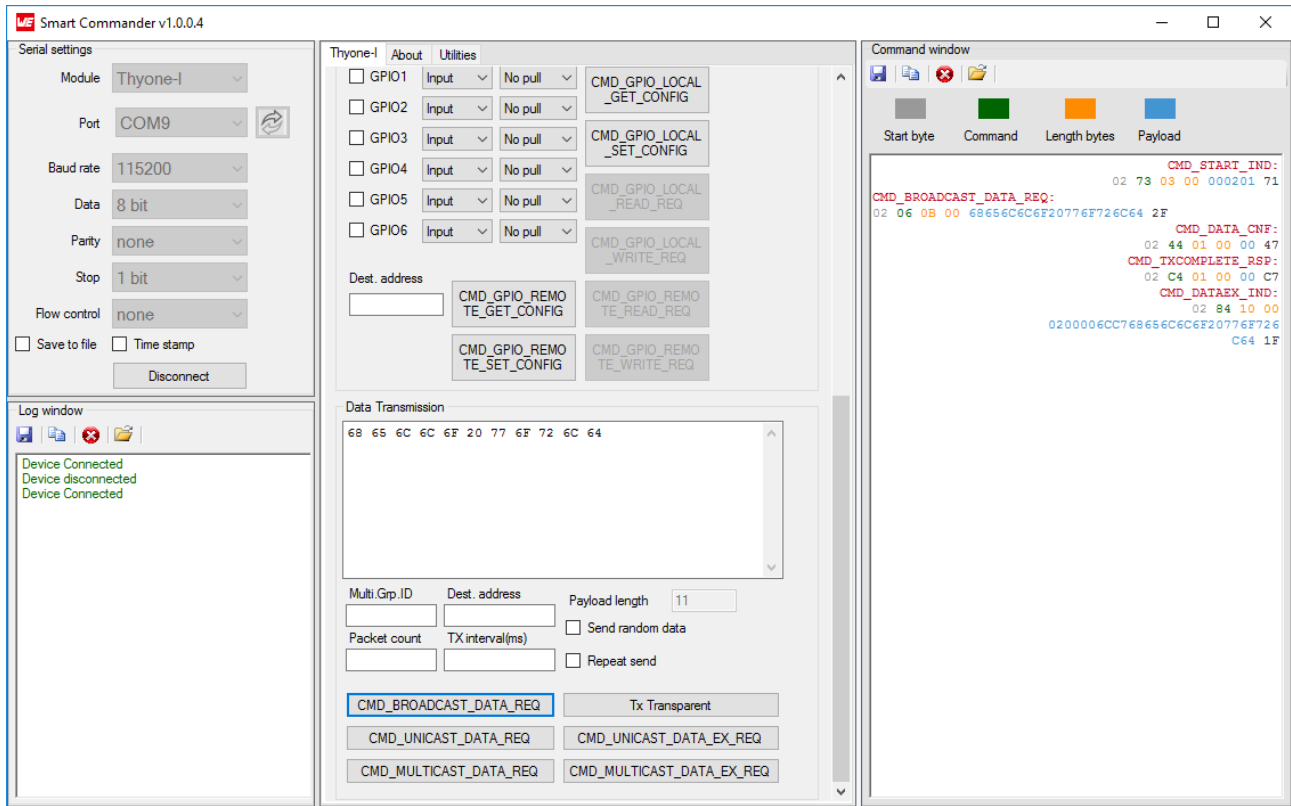 WE Smart Commander v1.0.0.4
Serial settings
Module Thyone-I
Port COM9
Baud rate 115200
Data 8 bit
Parity none
Stop 1 bit
Flow control none
Save to file Time stamp
Disconnect
Log window
Device Connected
Device disconnected
Device Connected
Thyone-I About Utilities
GPIO1 Input No pull
GPIO2 Input No pull
GPIO3 Input No pull
GPIO4 Input No pull
GPIO5 Input No pull
GPIO6 Input No pull
CMD_GPIO_LOCAL
_GET_CONFIG
CMD_GPIO_LOCAL
_SET_CONFIG
CMD_GPIO_LOCAL
_READ_REQ
CMD_GPIO_LOCAL
_WRITE_REQ
Dest. address
CMD_GPIO_REMO
TE_GET_CONFIG
CMD_GPIO_REMO
TE_READ_REQ
CMD_GPIO_REMO
TE_SET_CONFIG
CMD_GPIO_REMO
TE_WRITE_REQ
Data Transmission
68 65 6C 6C 6F 20 77 6F 72 6C 64
Multi.Grp.ID Dest. address Payload length 11
Send random data
Packet count TX interval(ms)
Repeat send
CMD_BROADCAST_DATA_REQ Tx Transparent
CMD_UNICAST_DATA_REQ CMD_UNICAST_DATA_EX_REQ
CMD_MULTICAST_DATA_REQ CMD_MULTICAST_DATA_EX_REQ
Command window
Start byte Command Length bytes Payload
CMD_START_IND:
02 73 03 00 000201 71
CMD_BROADCAST_DATA_REQ:
02 06 0B 00 68656C6C6F20776F726C64 2F
CMD_DATA_CNF:
02 44 01 00 00 47
CMD_TXCOMPLETE_RSP:
02 C4 01 00 00 C7
CMD_DATAEX_IND:
02 84 10 00
0200006CC768656C6C6F20776F726
C64 1F